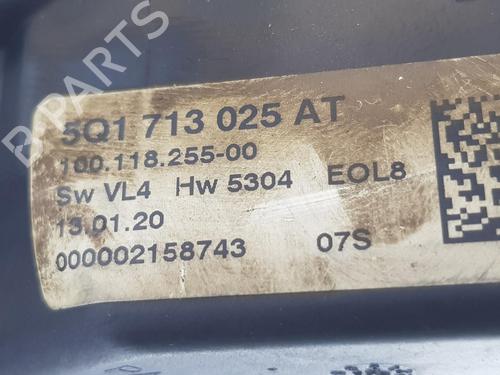 5Q1 713 025 AT
100.118.255-00
Sw VL4 Hw 5304 EOL8
13.01.20
000002158743 07S
B-PARTS